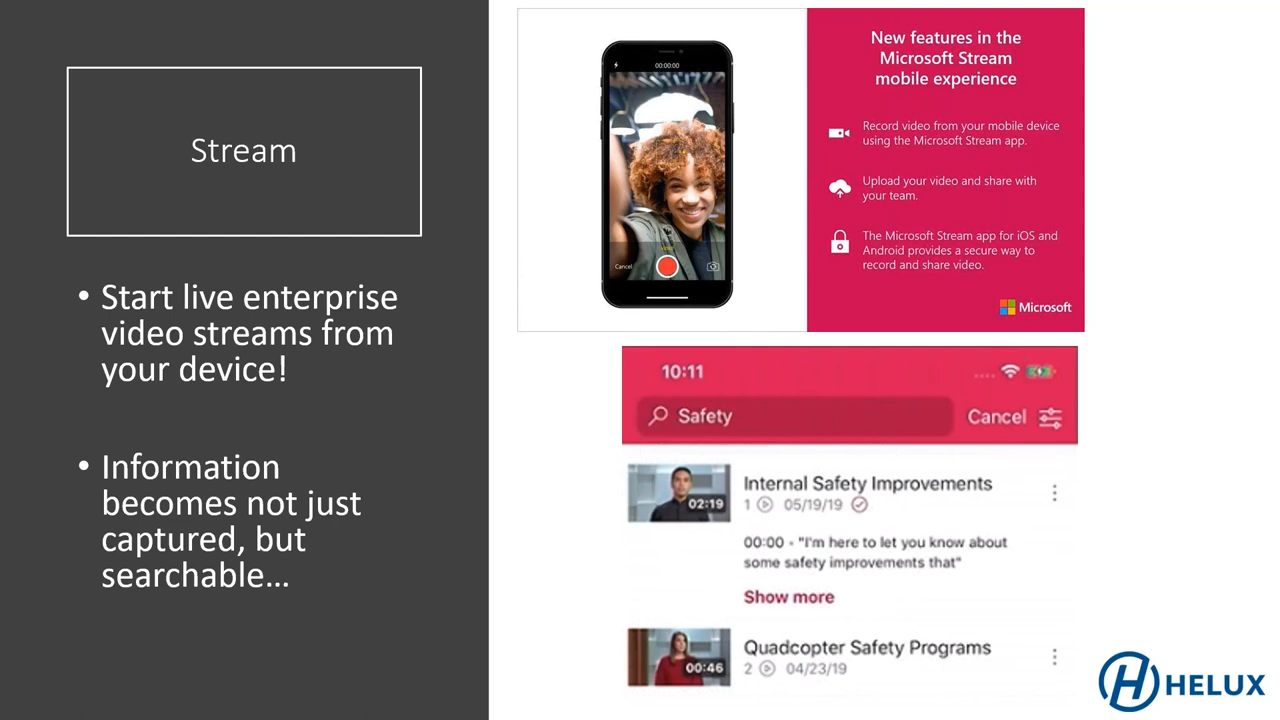 Stream
• Start live enterprise
video streams from
your device!
• Information
becomes not just
captured, but
searchable...
00:00:00
VIDEO
Cancel
New features in the
Microsoft Stream
mobile experience
Record video from your mobile device
using the Microsoft Stream app.
Upload your video and share with
your team.
The Microsoft Stream app for iOS and
Android provides a secure way to
record and share video.
Microsoft
10:11
Safety
Cancel
02:19
Internal Safety Improvements
1 05/19/19
00:00 - "I'm here to let you know about
some safety improvements that"
Show more
00:46
Quadcopter Safety Programs
2 04/23/19
HELUX